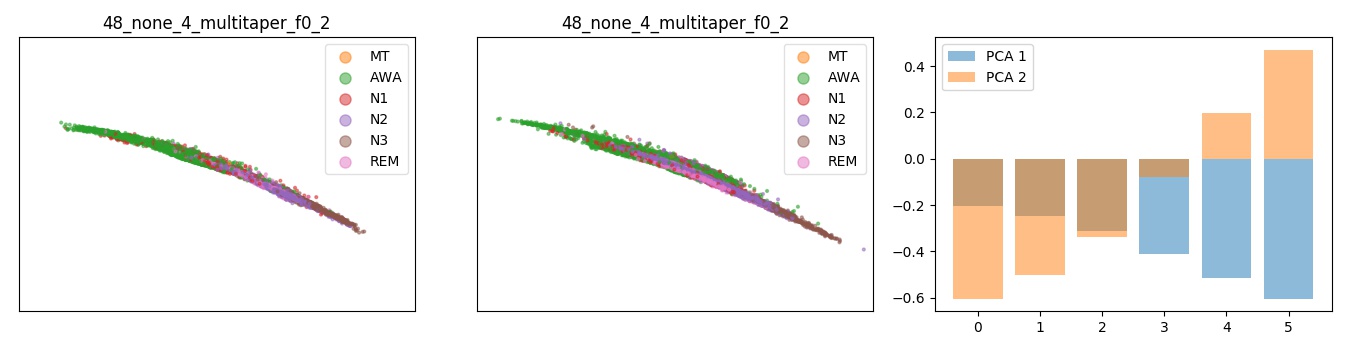 48_none_4_multitaper_f0_2
MT
AWA
N1
N2
N3
REM
48_none_4_multitaper_f0_2
MT
AWA
N1
N2
N3
REM
PCA 1
PCA 2
0.4
0.2
0.0
−0.2
−0.4
−0.6
0 1 2 3 4 5